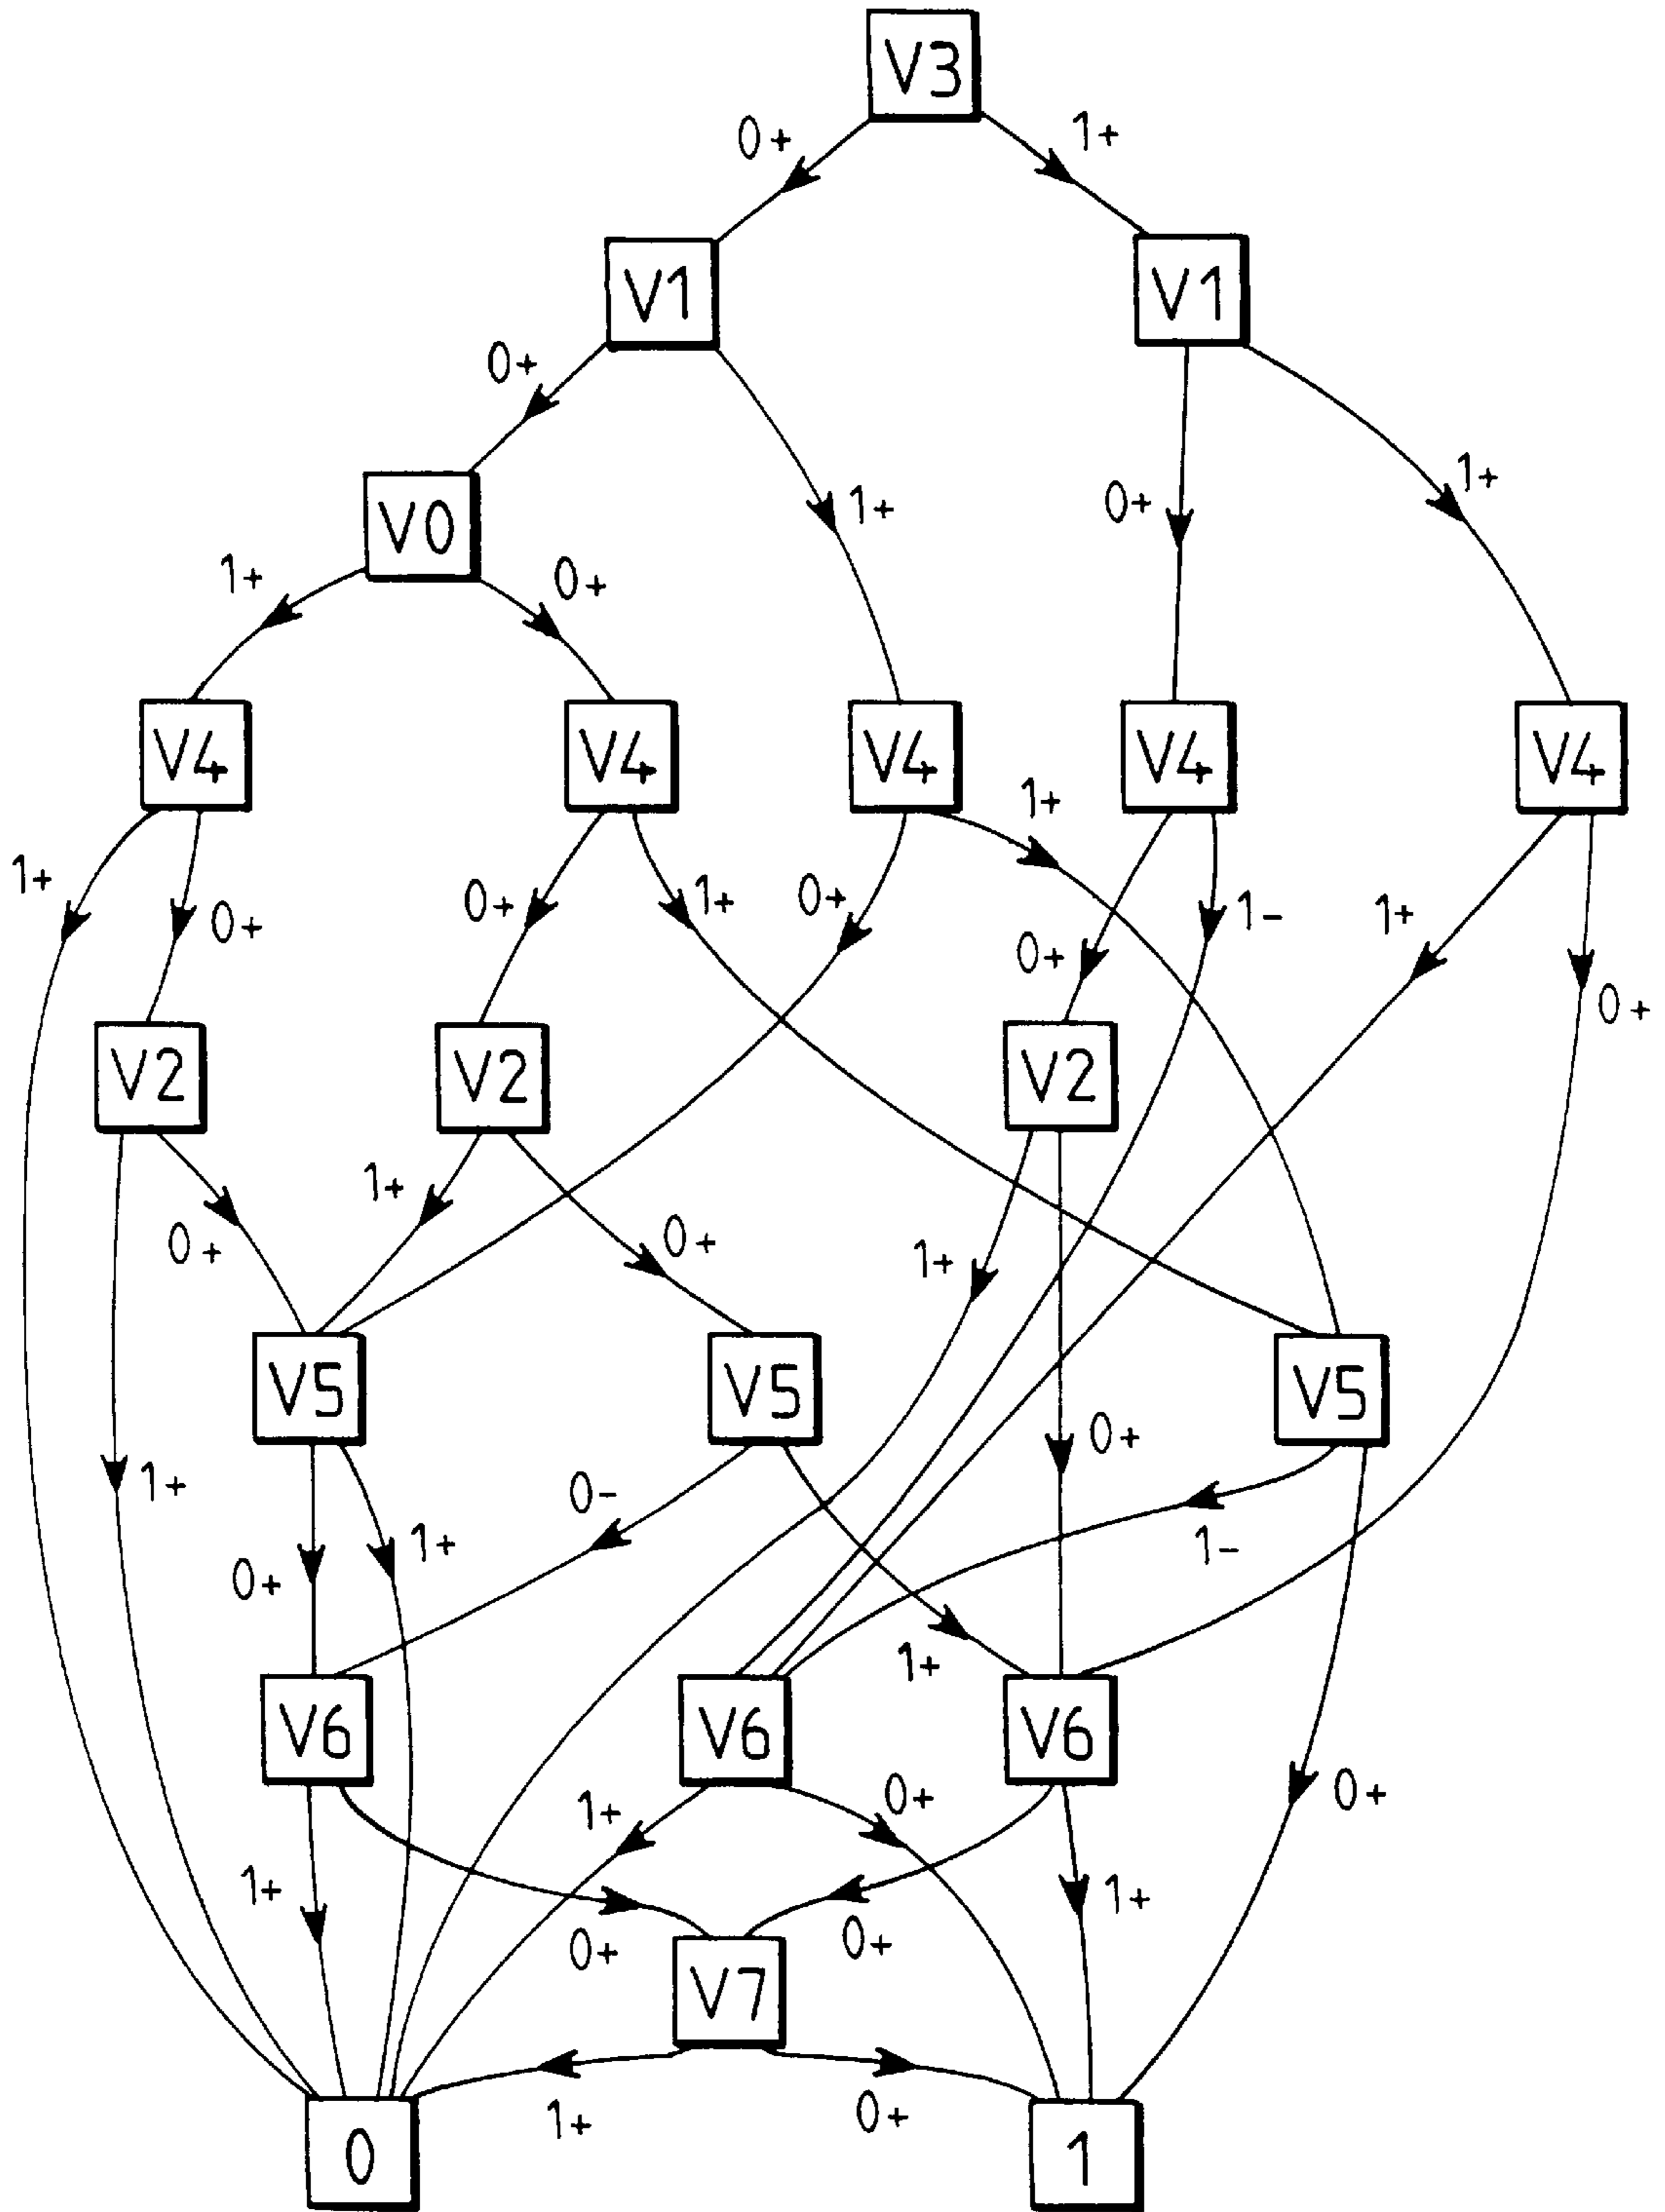 V3
0+ 1+
V1 V1
0+
1+ 0+ 1+
V0
1+ 0+
V4 V4 V4 V4 V4
1+
1+ 0+ 0+ 1+ 0+ 1- 1+
0+ 0+
V2 V2 V2
1+
0+ 0+ 1+
V5 V5 V5
0+
1+ 0-
1+ 1-
0+
1+
V6 V6 V6
1+ 0+ 0+
1+ 1+
0+ 0+
V7
1+ 0+
0 1